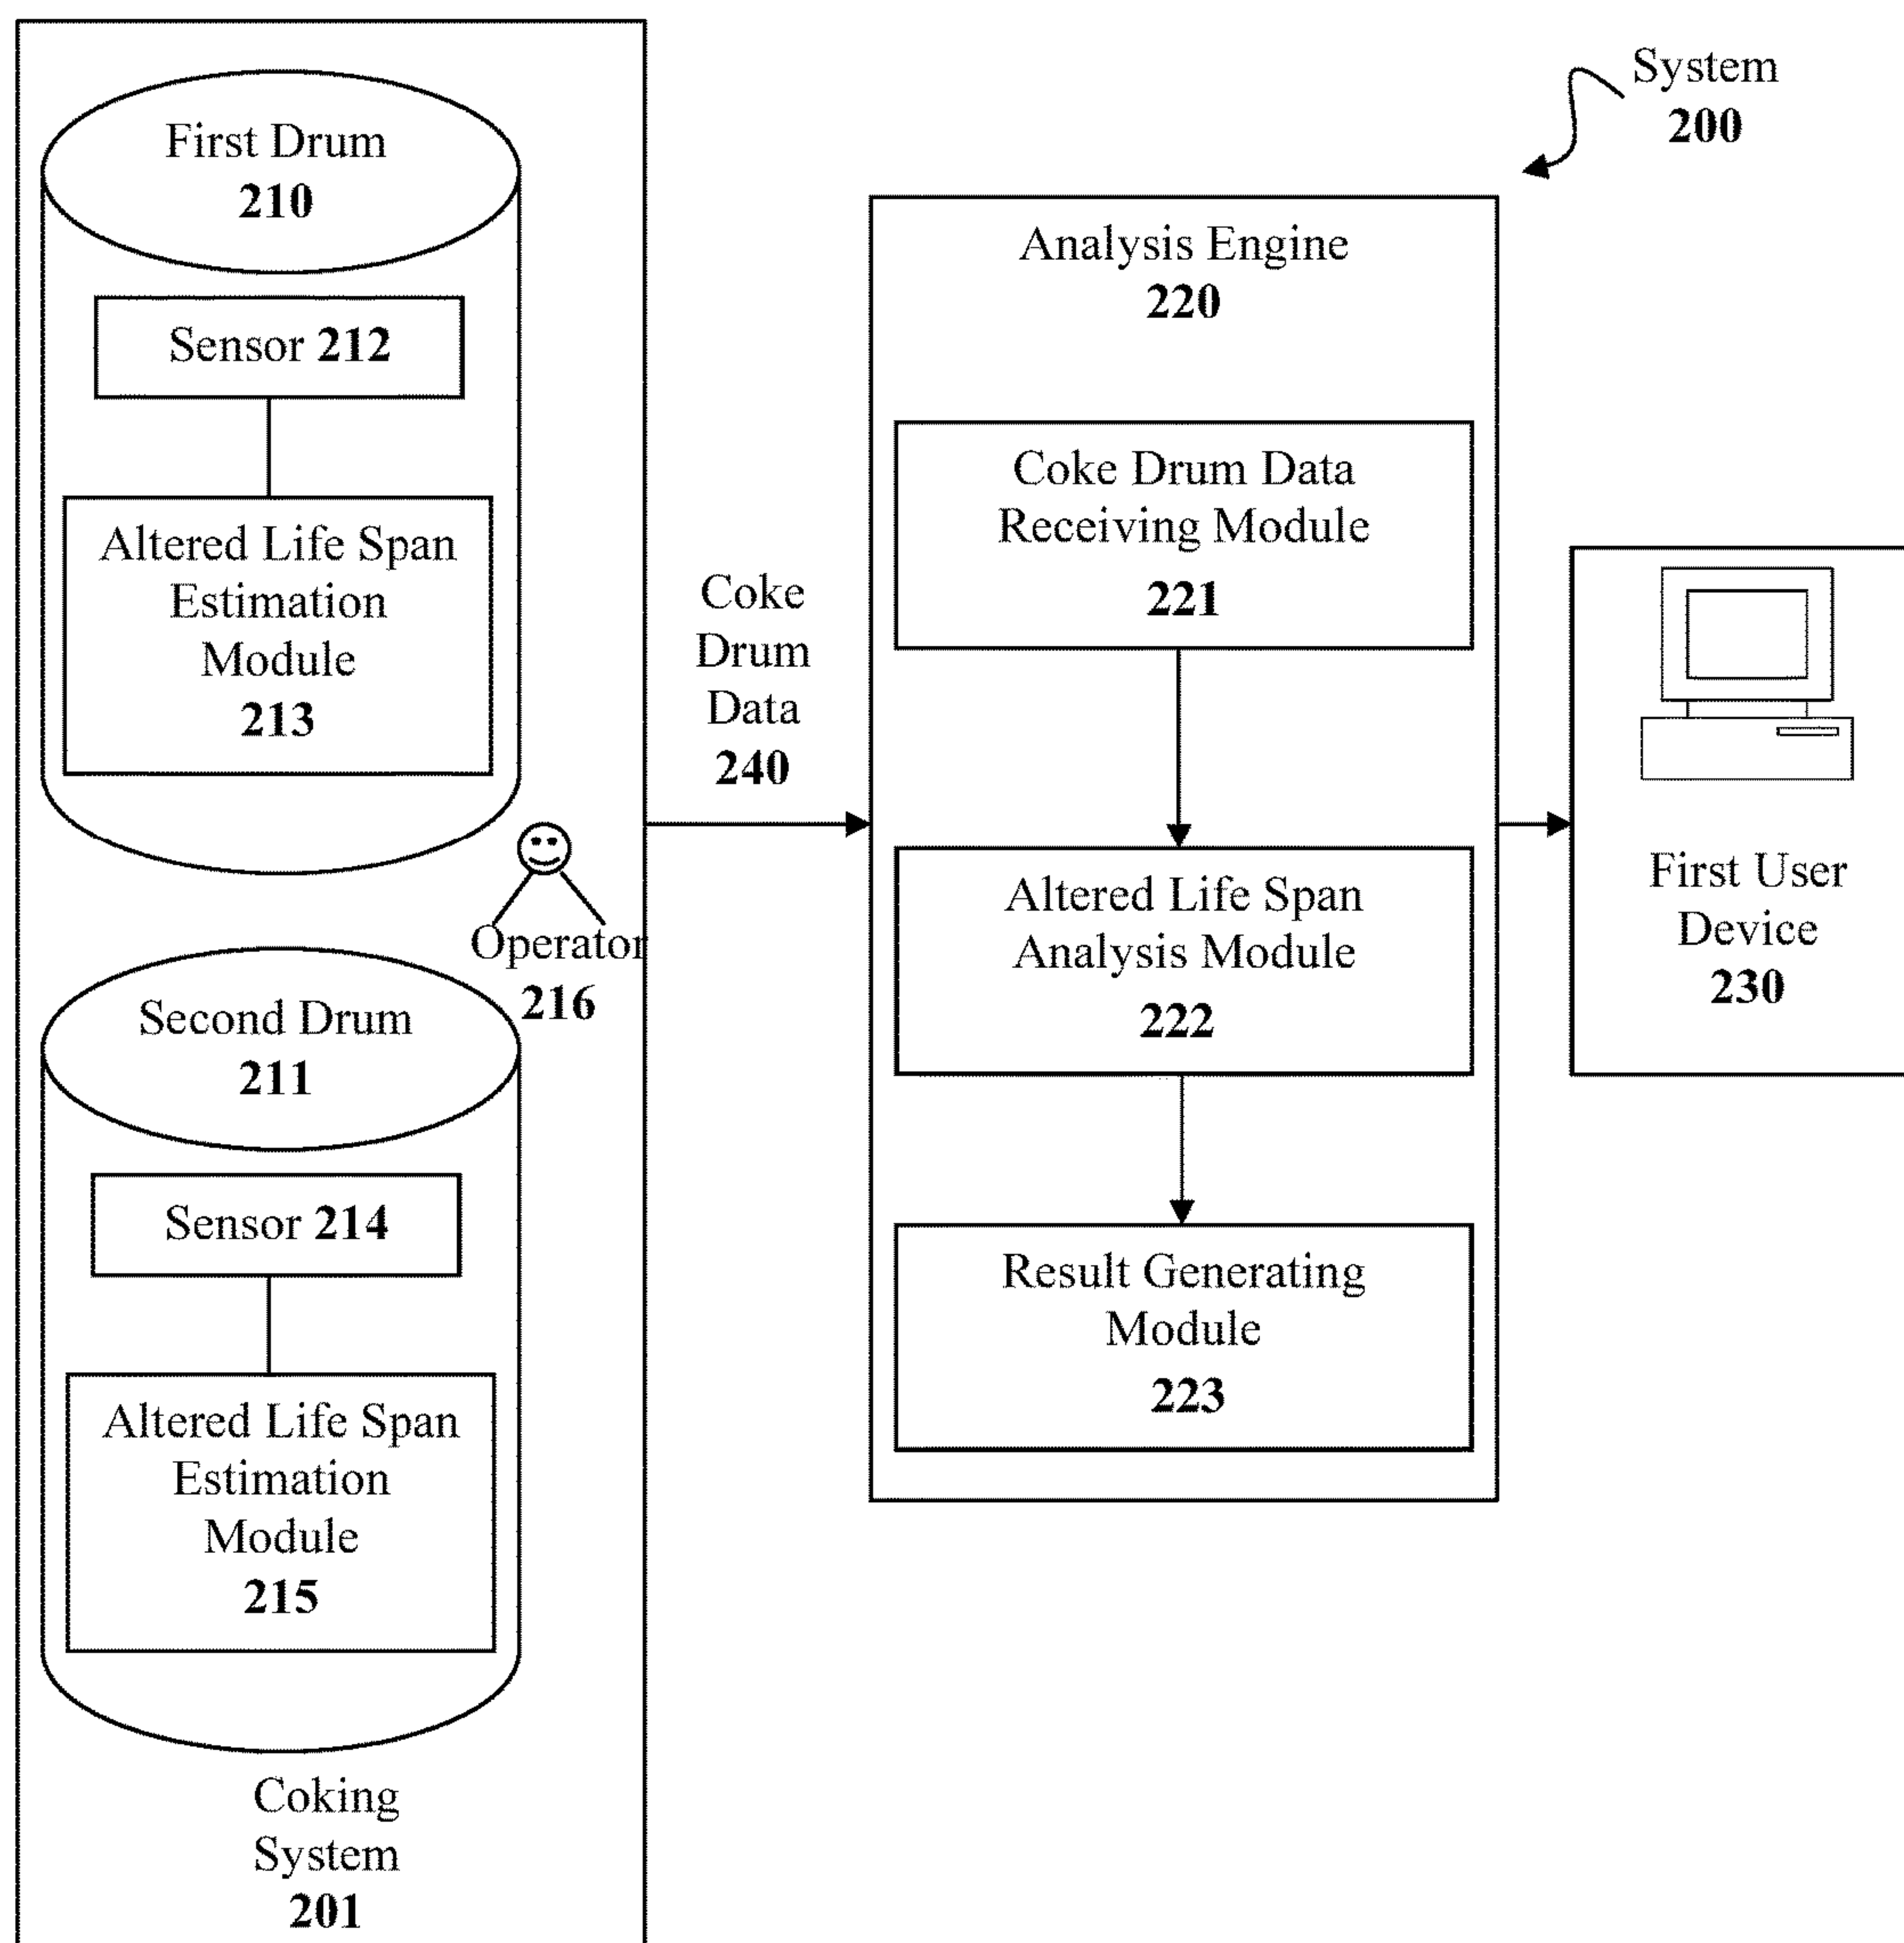 First Drum
210
Sensor 212
Altered Life Span
Estimation
Module
213
Operator
216
Second Drum
211
Sensor 214
Altered Life Span
Estimation
Module
215
Coking
System
201
Coke
Drum
Data
240
System
200
Analysis Engine
220
Coke Drum Data
Receiving Module
221
Altered Life Span
Analysis Module
222
Result Generating
Module
223
First User
Device
230